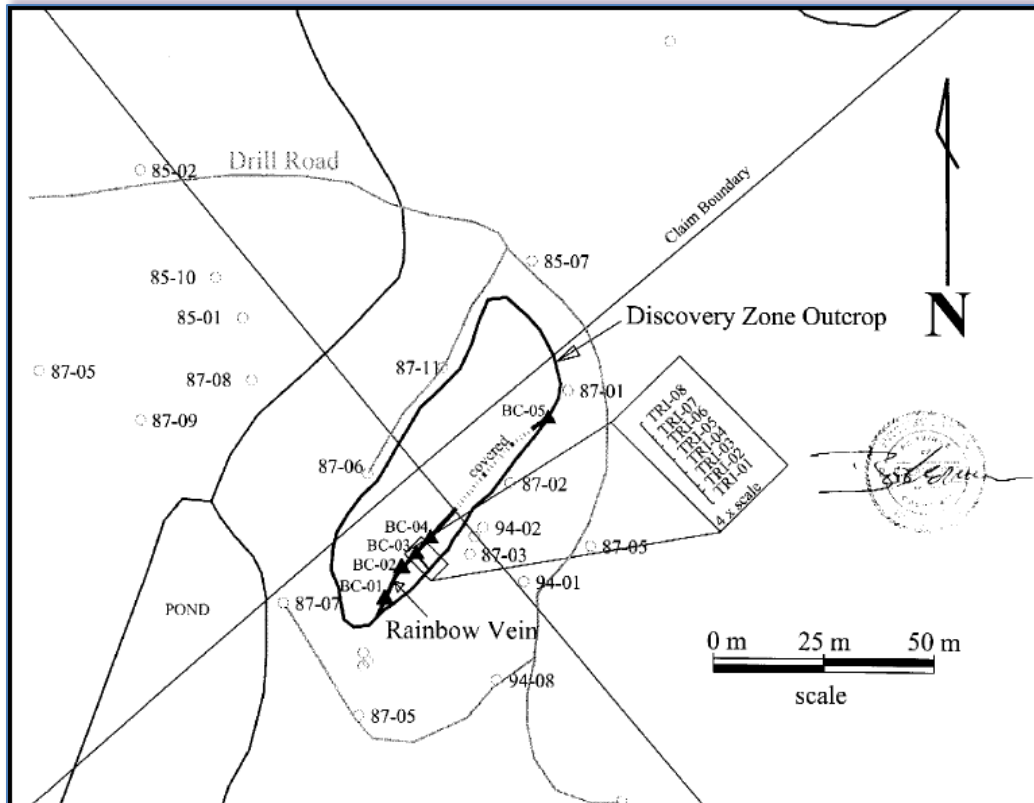 85-02
Drill Road
Claim Boundary
85-10
85-07
85-01
N
Discovery Zone Outcrop
87-05
87-08
87-11
87-09
87-01
BC-05
TRI-08
TRI-07
TRI-06
TRI-05
TRI-04
TRI-03
TRI-02
TRI-01
4 x scale
covered
87-06
87-02
BC-04
94-02
BC-03
87-03
87-05
BC-02
BC-01
94-01
87-07
POND
Rainbow Vein
0 m 25 m 50 m
scale
94-08
87-05